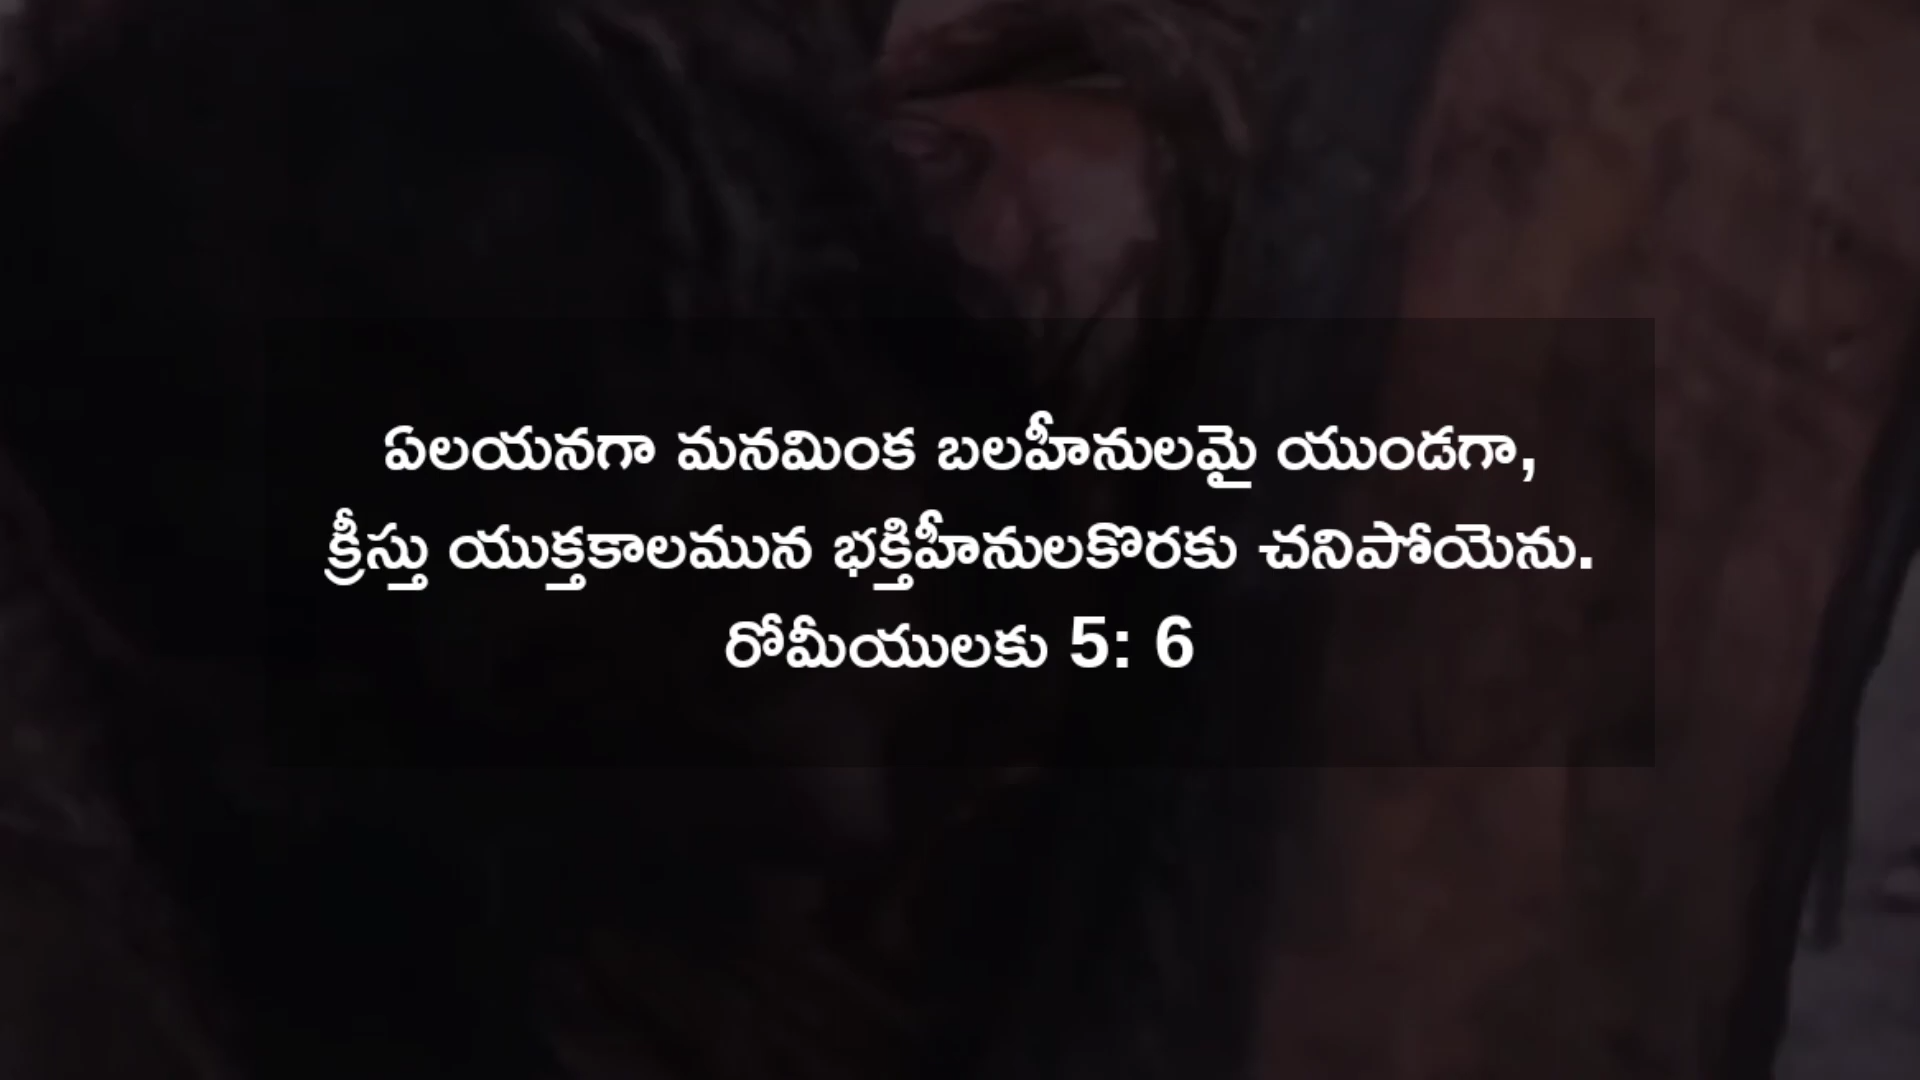 ఏలయనగా మనమింక బలహీనులమై యుండగా,
క్రీస్తు యుక్తకాలమున భక్తిహీనులకొరకు చనిపోయెను.
రోమీయులకు 5: 6